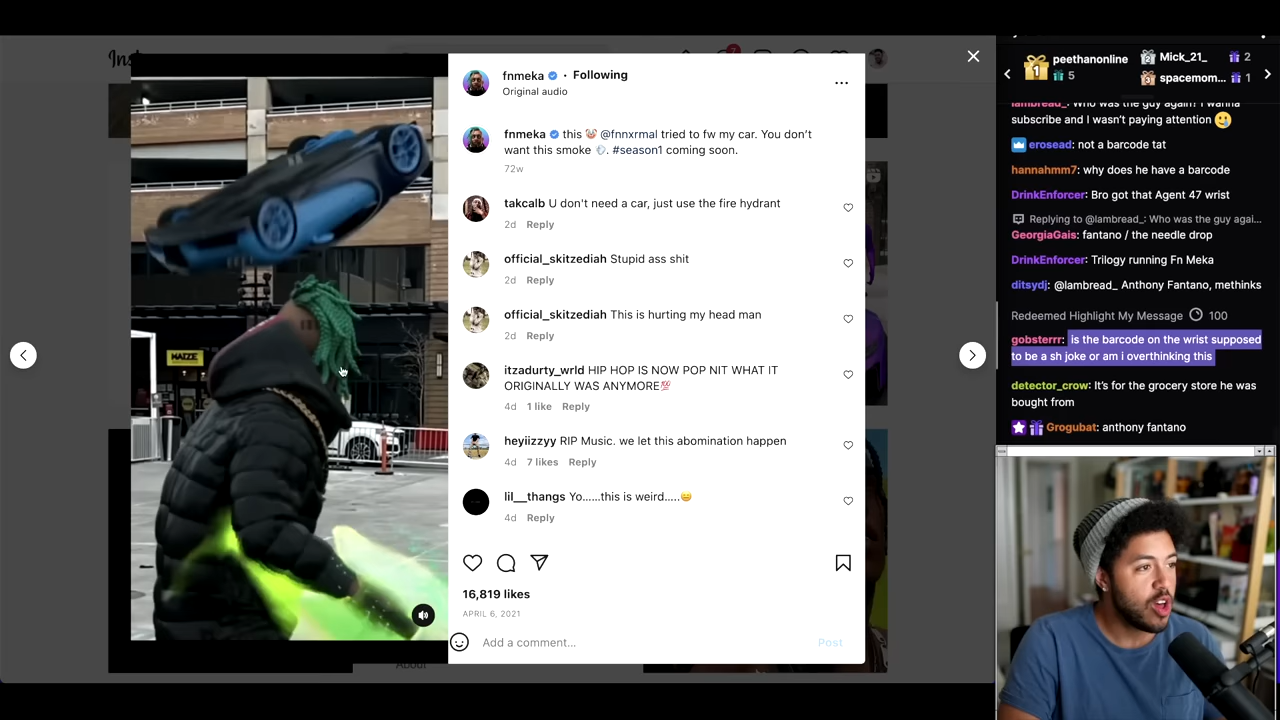 Ins
7
fnmeka • Following
Original audio
fnmeka this 🤡 @fnnxrmal tried to fw my car. You don't
want this smoke 💨. #season1 coming soon.
72w
takcalb U don't need a car, just use the fire hydrant
2d Reply
official_skitzediah Stupid ass shit
2d Reply
official_skitzediah This is hurting my head man
2d Reply
itzadurty_wrld HIP HOP IS NOW POP NIT WHAT IT
ORIGINALLY WAS ANYMORE💯
4d 1 like Reply
heyiizzyy RIP Music. we let this abomination happen
4d 7 likes Reply
lil__thangs Yo......this is weird.....😑
4d Reply
16,819 likes
APRIL 6, 2021
Add a comment... Post
MAIZE
About
1 peethanonline
5
2 Mick_21_ 2
3 spacemom... 1
lambread_: Who was the guy again? I wanna
subscribe and I wasn't paying attention 🥲
erosead: not a barcode tat
hannahmm7: why does he have a barcode
DrinkEnforcer: Bro got that Agent 47 wrist
Replying to @lambread_: Who was the guy agai...
GeorgiaGais: fantano / the needle drop
DrinkEnforcer: Trilogy running Fn Meka
ditsydj: @lambread_ Anthony Fantano, methinks
Redeemed Highlight My Message 100
gobsterrr: is the barcode on the wrist supposed
to be a sh joke or am i overthinking this
detector_crow: It's for the grocery store he was
bought from
Grogubat: anthony fantano